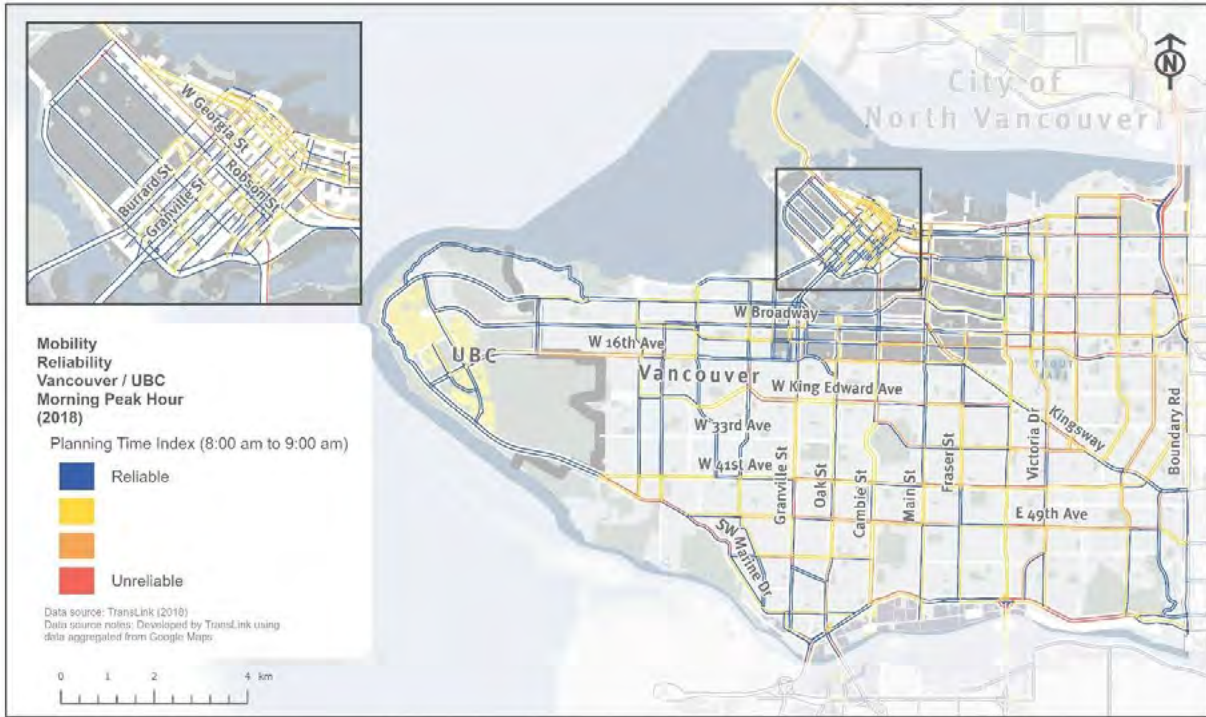 W Georgia St
Robson St
Burrard St
Granville St
N
City of
North Vancouver
W Broadway
W 16th Ave
UBC
Vancouver
W King Edward Ave
W 33rd Ave
W 41st Ave
Kingsway
Granville St
Oak St
Cambie St
Main St
Fraser St
Victoria Dr
Boundary Rd
E 49th Ave
SW Marine Dr
Mobility
Reliability
Vancouver / UBC
Morning Peak Hour
(2018)
Planning Time Index (8:00 am to 9:00 am)
Reliable
Unreliable
Data source: TransLink (2018)
Data source notes: Developed by TransLink using
data aggregated from Google Maps
0 1 2 4 km